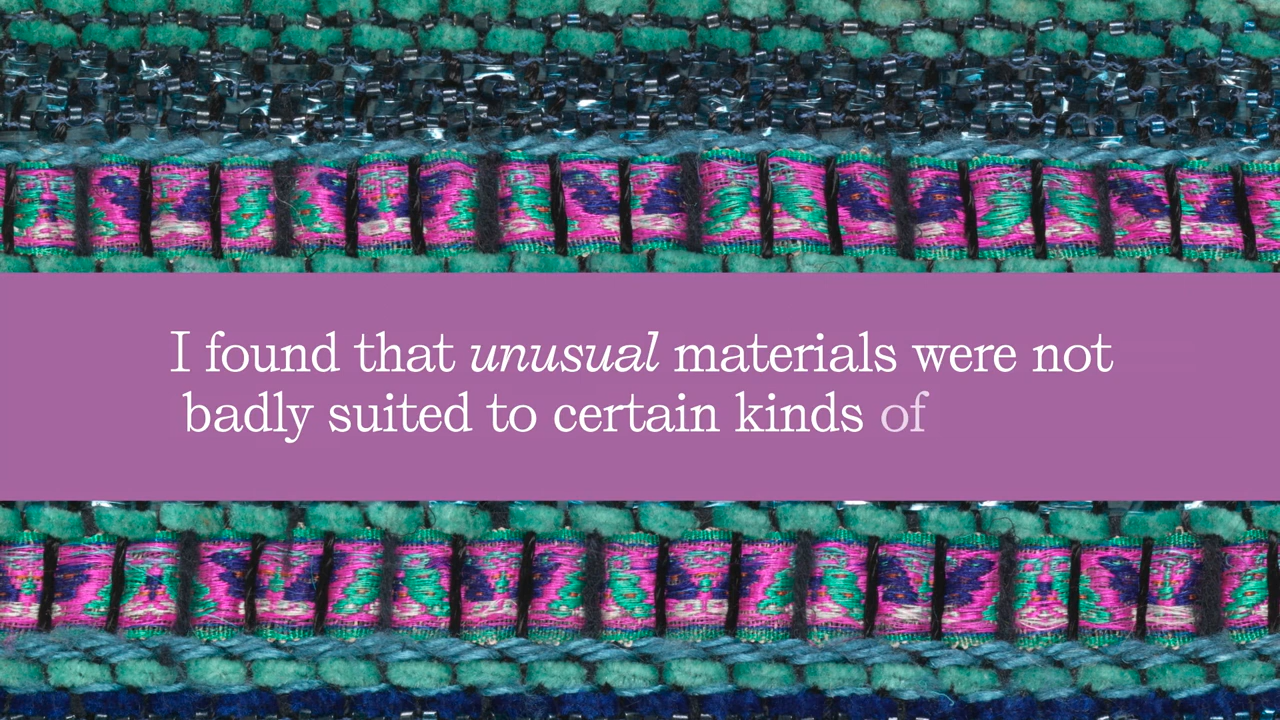 I found that unusual materials were not
badly suited to certain kinds of